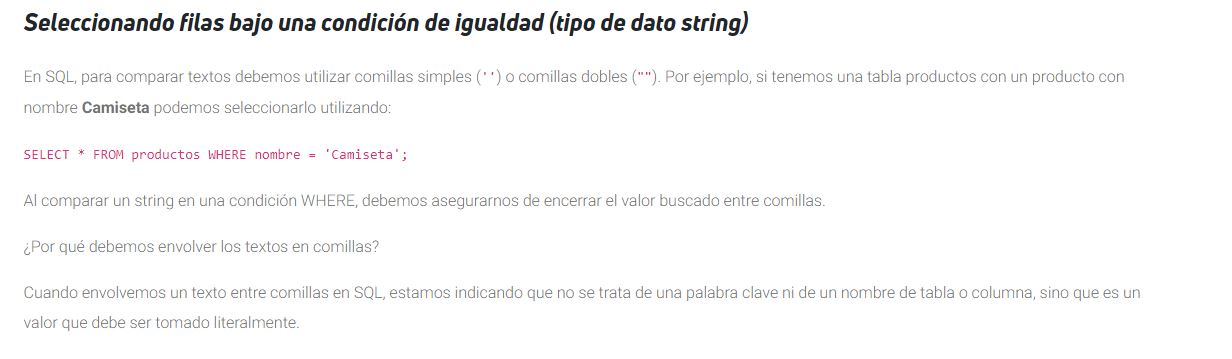 Seleccionando filas bajo una condición de igualdad (tipo de dato string)
En SQL, para comparar textos debemos utilizar comillas simples ('') o comillas dobles (""). Por ejemplo, si tenemos una tabla productos con un producto con
nombre Camiseta podemos seleccionarlo utilizando:
SELECT * FROM productos WHERE nombre = 'Camiseta';
Al comparar un string en una condición WHERE, debemos asegurarnos de encerrar el valor buscado entre comillas.
¿Por qué debemos envolver los textos en comillas?
Cuando envolvemos un texto entre comillas en SQL, estamos indicando que no se trata de una palabra clave ni de un nombre de tabla o columna, sino que es un
valor que debe ser tomado literalmente.